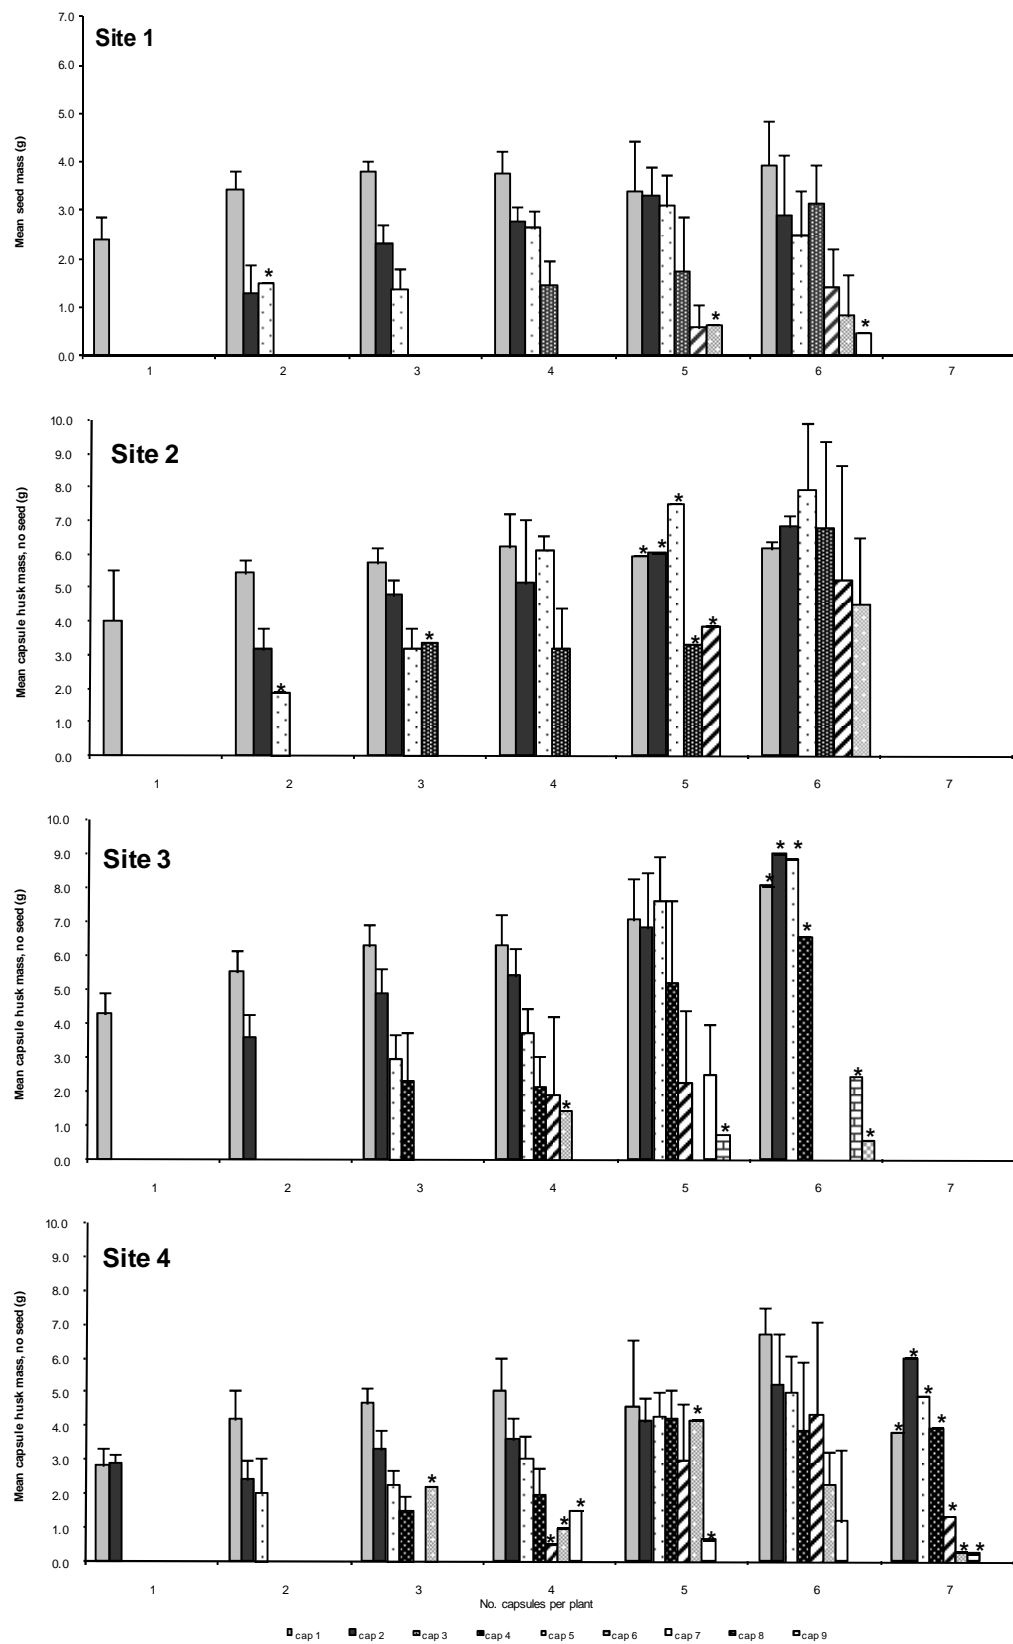 Site 1
Mean seed mass (g)
7.0
6.0
5.0
4.0
3.0
2.0
1.0
0.0
*
*
*
1 2 3 4 5 6 7
Site 2
Mean capsule husk mass, no seed (g)
10.0
9.0
8.0
7.0
6.0
5.0
4.0
3.0
2.0
1.0
0.0
*
*
* * * * *
1 2 3 4 5 6 7
Site 3
Mean capsule husk mass, no seed (g)
10.0
9.0
8.0
7.0
6.0
5.0
4.0
3.0
2.0
1.0
0.0
*
*
* * * * * *
1 2 3 4 5 6 7
Site 4
Mean capsule husk mass, no seed (g)
10.0
9.0
8.0
7.0
6.0
5.0
4.0
3.0
2.0
1.0
0.0
*
* * *
* *
* * * * * * *
1 2 3 4 5 6 7
No. capsules per plant
cap 1 cap 2 cap 3 cap 4 cap 5 cap 6 cap 7 cap 8 cap 9